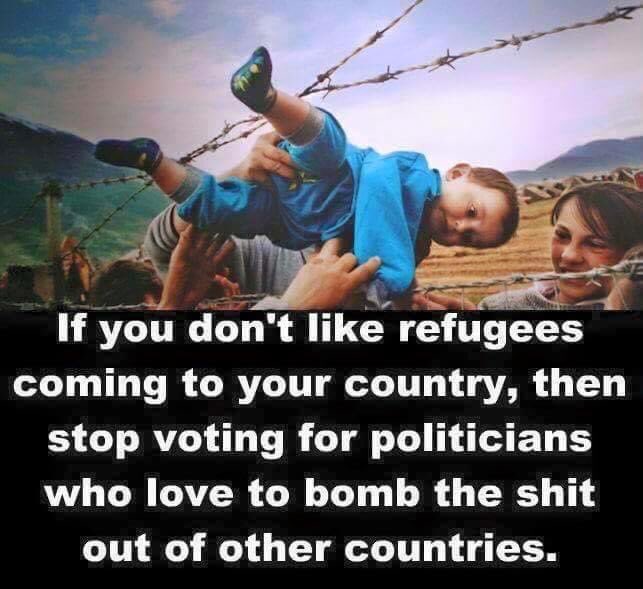 If you don't like refugees
coming to your country, then
stop voting for politicians
who love to bomb the shit
out of other countries.